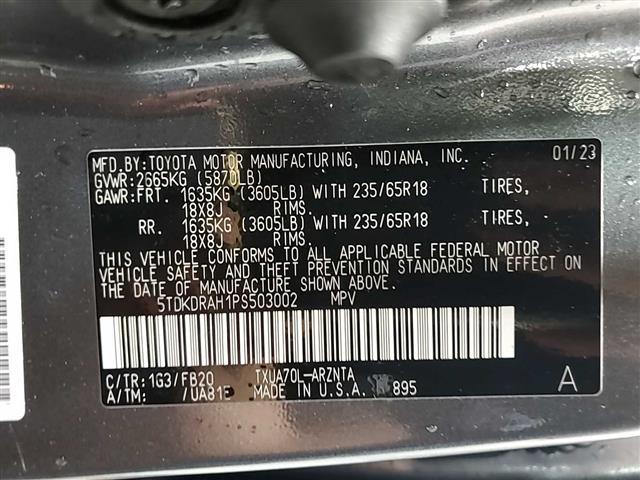 MFD.BY:TOYOTA MOTOR MANUFACTURING, INDIANA, INC. 01/23
GVWR:2665KG (5870LB)
GAWR:FRT. 1635KG (3605LB) WITH 235/65R18 TIRES,
18X8J RIMS.
RR. 1635KG (3605LB) WITH 235/65R18 TIRES,
18X8J RIMS.
THIS VEHICLE CONFORMS TO ALL APPLICABLE FEDERAL MOTOR
VEHICLE SAFETY AND THEFT PREVENTION STANDARDS IN EFFECT ON
THE DATE OF MANUFACTURE SHOWN ABOVE.
5TDKDRAH1PS503002 MPV
C/TR:1G3/FB20 TXUA70L-ARZNTA
A/TM: /UA81E MADE IN U.S.A. 895 A